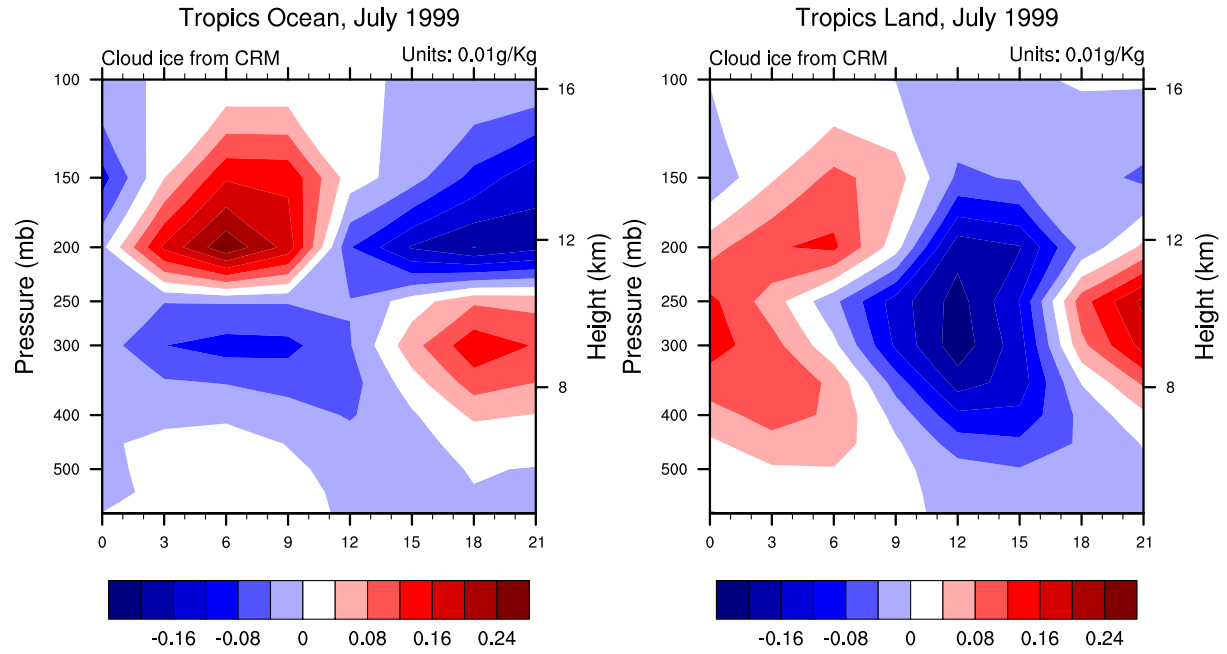 Tropics Ocean, July 1999
Cloud ice from CRM
Units: 0.01g/Kg
100
150
200
250
300
400
500
Pressure (mb)
16
12
8
Height (km)
0 3 6 9 12 15 18 21
-0.16 -0.08 0 0.08 0.16 0.24
Tropics Land, July 1999
Cloud ice from CRM
Units: 0.01g/Kg
100
150
200
250
300
400
500
Pressure (mb)
16
12
8
Height (km)
0 3 6 9 12 15 18 21
-0.16 -0.08 0 0.08 0.16 0.24